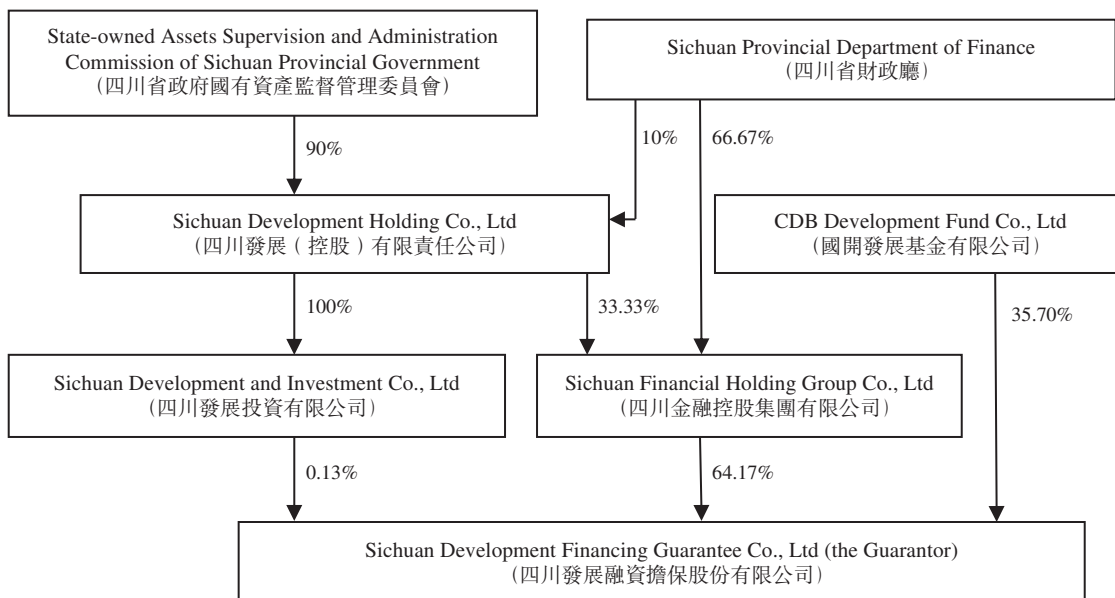 State-owned Assets Supervision and Administration
Commission of Sichuan Provincial Government
(四川省政府國有資產監督管理委員會)
Sichuan Provincial Department of Finance
(四川省財政廳)
90%
10%
66.67%
Sichuan Development Holding Co., Ltd
(四川發展（控股）有限責任公司)
CDB Development Fund Co., Ltd
(國開發展基金有限公司)
100%
33.33%
35.70%
Sichuan Development and Investment Co., Ltd
(四川發展投資有限公司)
Sichuan Financial Holding Group Co., Ltd
(四川金融控股集團有限公司)
0.13%
64.17%
Sichuan Development Financing Guarantee Co., Ltd (the Guarantor)
(四川發展融資擔保股份有限公司)